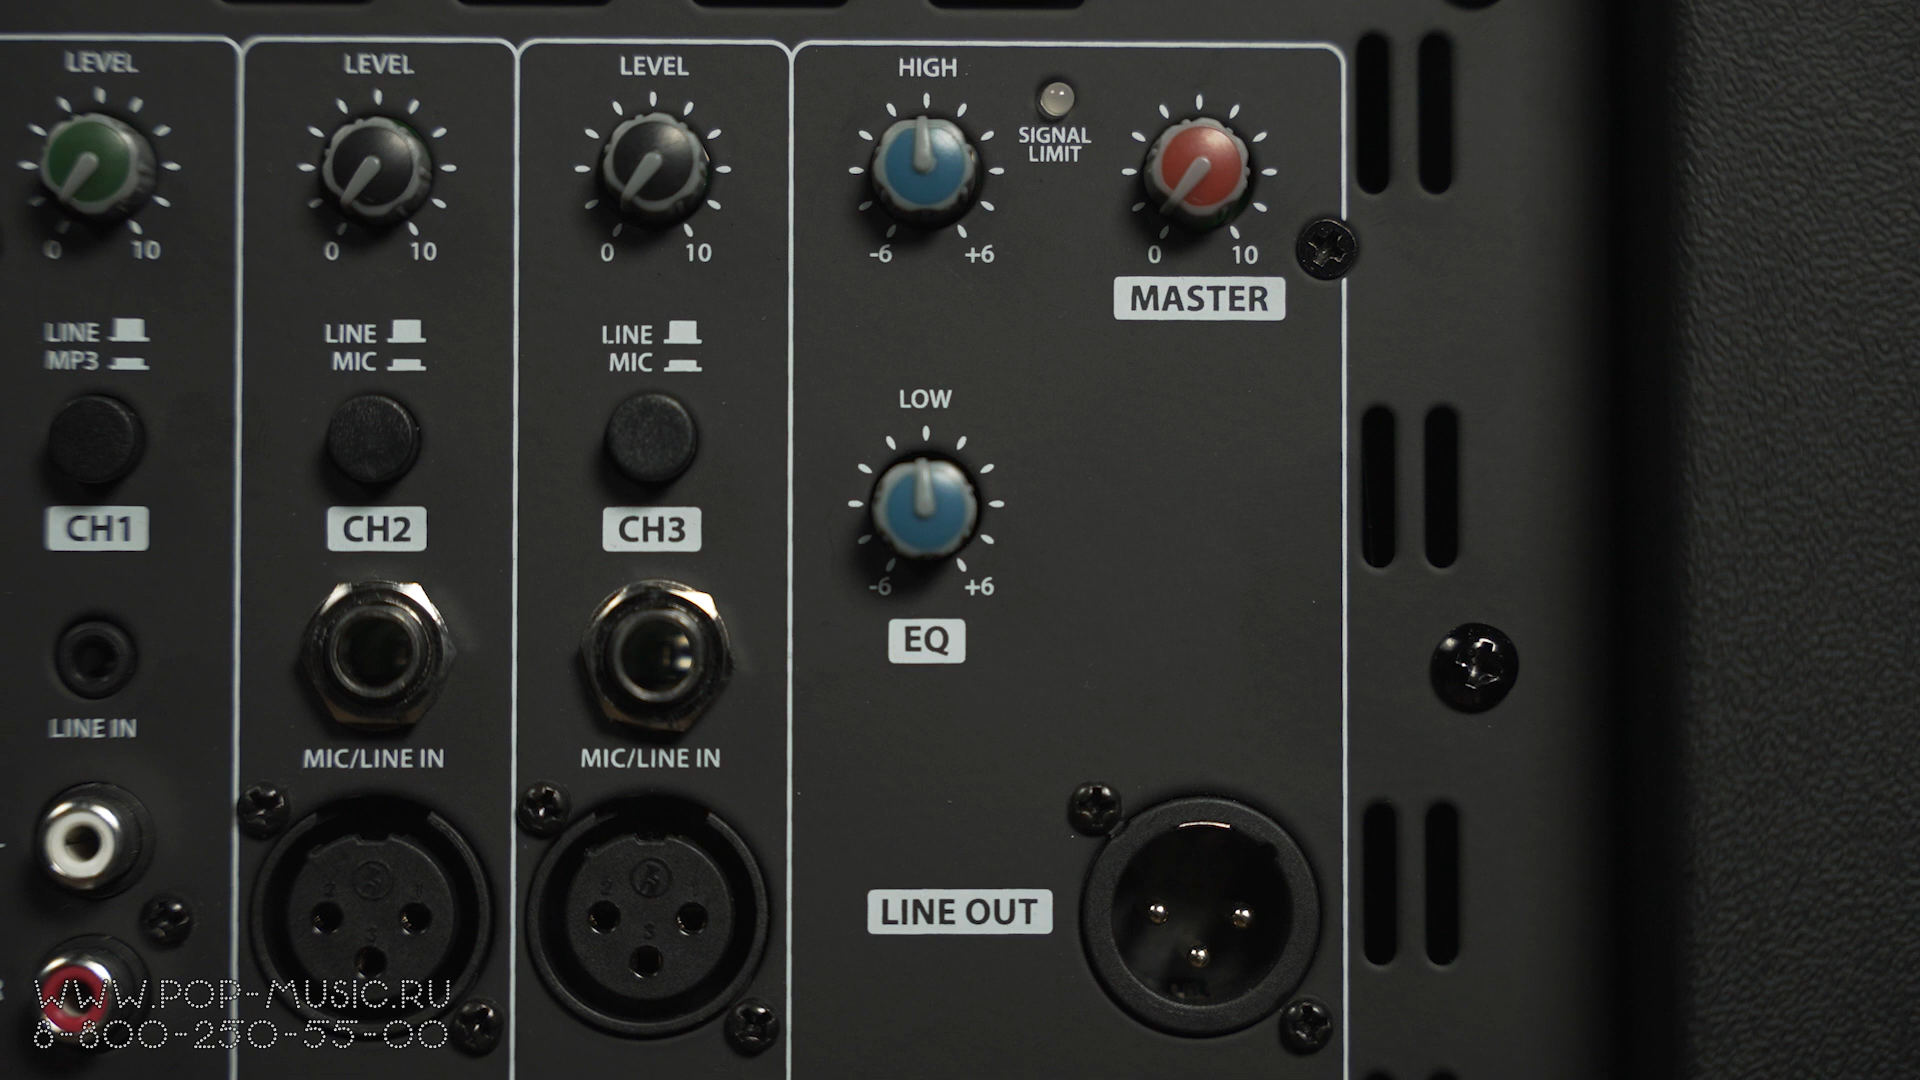 LEVEL
0 10
LINE
MP3
CH1
LINE IN
LEVEL
0 10
LINE
MIC
CH2
MIC/LINE IN
LEVEL
0 10
LINE
MIC
CH3
MIC/LINE IN
HIGH
-6 +6
SIGNAL
LIMIT
0 10
MASTER
LOW
-6 +6
EQ
LINE OUT
WWW.POP-MUSIC.RU
8-800-250-55-00